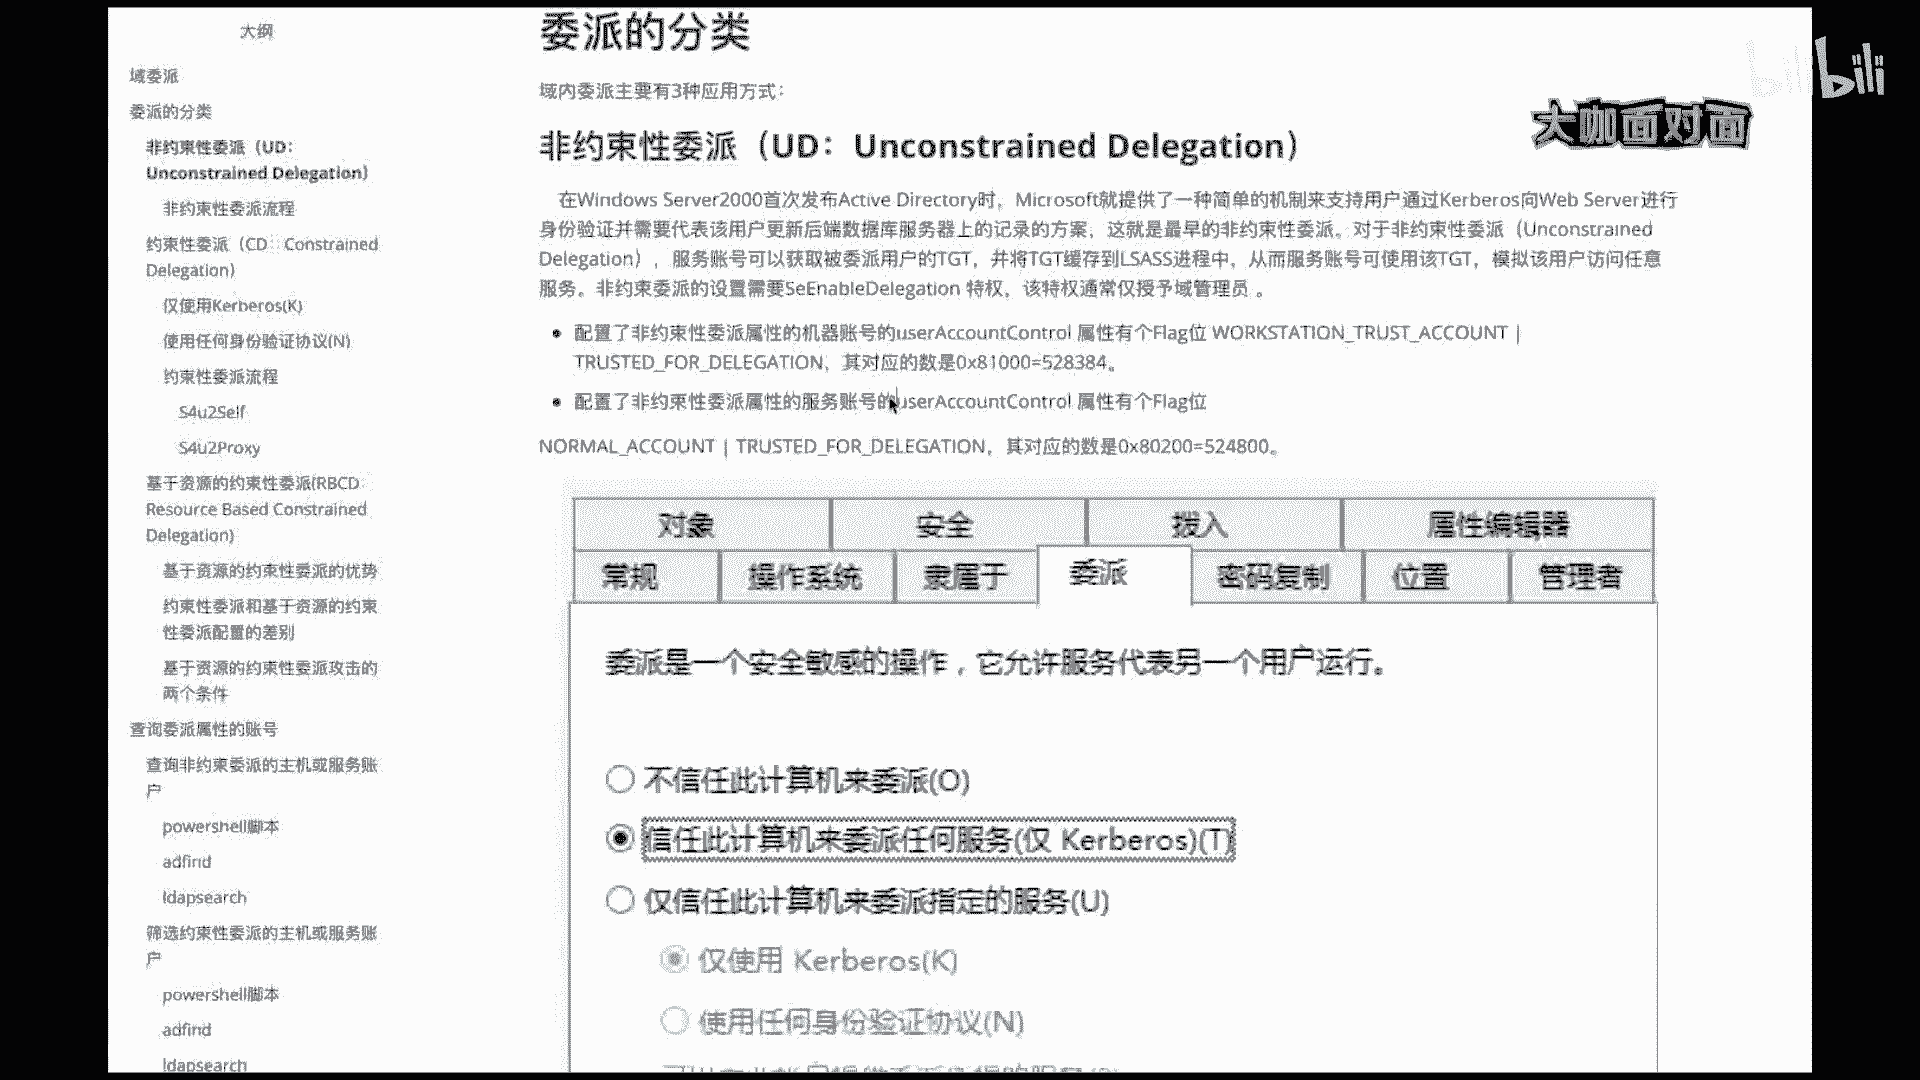 大纲
域委派
委派的分类
非约束性委派（UD：
Unconstrained Delegation）
非约束性委派流程
约束性委派（CD：Constrained
Delegation）
仅使用Kerberos(K)
使用任何身份验证协议(N)
约束性委派流程
S4u2Self
S4u2Proxy
基于资源的约束性委派(RBCD
Resource Based Constrained
Delegation)
基于资源的约束性委派的优势
约束性委派和基于资源的约束
性委派配置的差别
基于资源的约束性委派攻击的
两个条件
查询委派属性的账号
查询非约束委派的主机或服务账
户
powershell脚本
adfind
ldapsearch
筛选约束性委派的主机或服务账
户
powershell脚本
adfind
ldapsearch
委派的分类
域内委派主要有3种应用方式：
非约束性委派（UD：Unconstrained Delegation）
在Windows Server2000首次发布Active Directory时，Microsoft就提供了一种简单的机制来支持用户通过Kerberos向Web Server进行
身份验证并需要代表该用户更新后端数据库服务器上的记录的方案，这就是最早的非约束性委派。对于非约束性委派（Unconstrained
Delegation），服务账号可以获取被委派用户的TGT，并将TGT缓存到LSASS进程中，从而服务账号可使用该TGT，模拟该用户访问任意
服务。非约束委派的设置需要SeEnableDelegation 特权，该特权通常仅授予域管理员 。
配置了非约束性委派属性的机器账号的userAccountControl 属性有个Flag位 WORKSTATION_TRUST_ACCOUNT |
TRUSTED_FOR_DELEGATION，其对应的数是0x81000=528384。
配置了非约束性委派属性的服务账号的userAccountControl 属性有个Flag位
NORMAL_ACCOUNT | TRUSTED_FOR_DELEGATION，其对应的数是0x80200=524800。
对象 安全 拨入 属性编辑器
常规 操作系统 隶属于 委派 密码复制 位置 管理者
委派是一个安全敏感的操作，它允许服务代表另一个用户运行。
不信任此计算机来委派(O)
信任此计算机来委派任何服务(仅 Kerberos)(T)
仅信任此计算机来委派指定的服务(U)
仅使用 Kerberos(K)
使用任何身份验证协议(N)
大咖面对面
bilibili